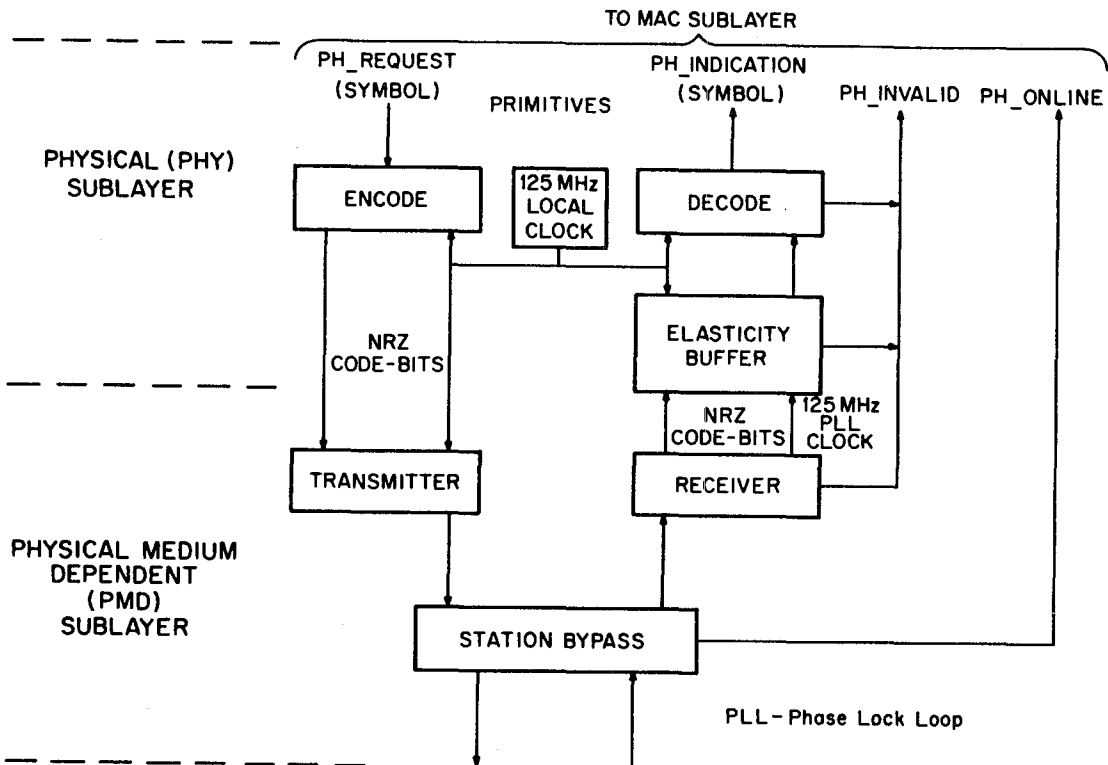 TO MAC SUBLAYER
PH_REQUEST
(SYMBOL)
PRIMITIVES
PH_INDICATION
(SYMBOL)
PH_INVALID
PH_ONLINE
PHYSICAL (PHY)
SUBLAYER
ENCODE
125 MHz
LOCAL
CLOCK
DECODE
NRZ
CODE-BITS
ELASTICITY
BUFFER
NRZ
CODE-BITS
125 MHz
PLL
CLOCK
TRANSMITTER
RECEIVER
PHYSICAL MEDIUM
DEPENDENT
(PMD)
SUBLAYER
STATION BYPASS
PLL-Phase Lock Loop